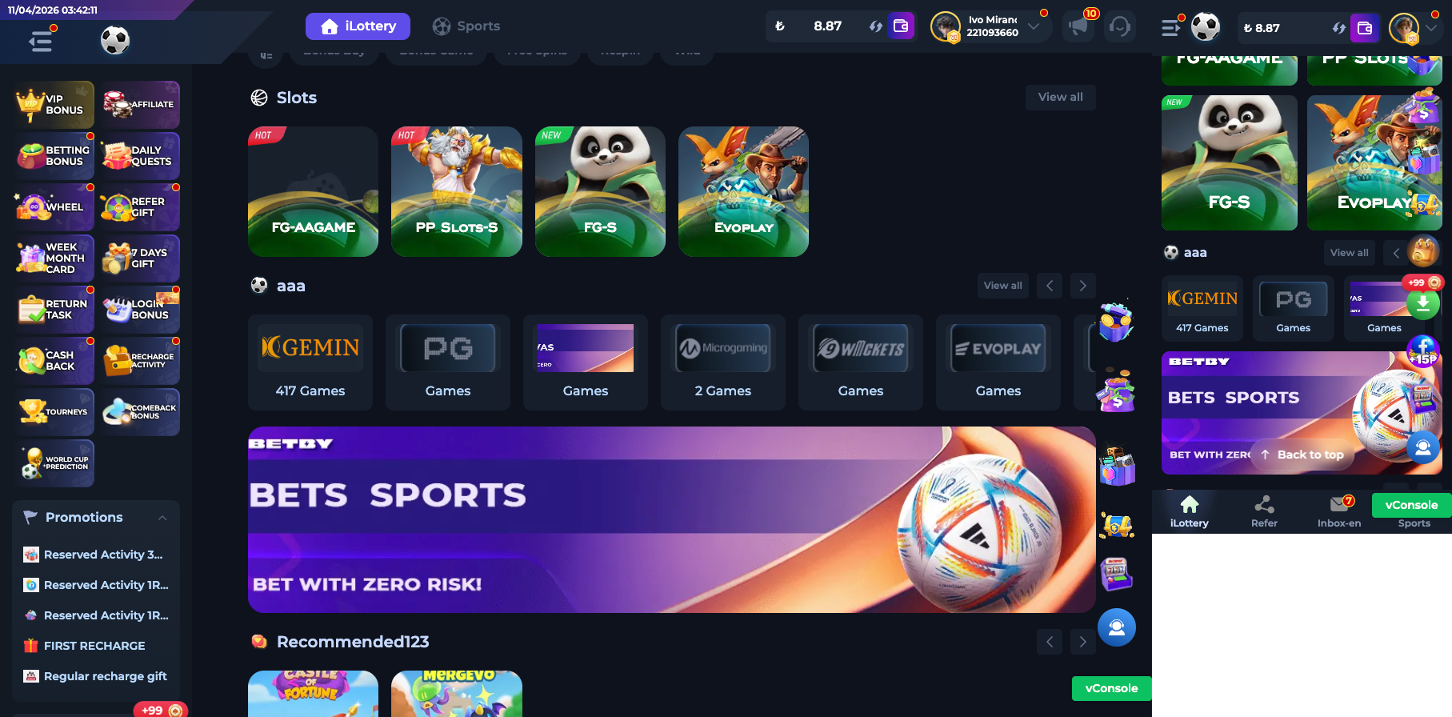 11/04/2026 03:42:11
iLottery
Sports
₺ 8.87
Ivo Miranc
221093660
10
VIP
BONUS
AFFILIATE
BETTING
BONUS
DAILY
QUESTS
WHEEL
REFER
GIFT
WEEK
MONTH
CARD
7 DAYS
GIFT
RETURN
TASK
LOGIN
BONUS
CASH
BACK
RECHARGE
ACTIVITY
TOURNEYS
COMEBACK
BONUS
WORLD CUP
PREDICTION
Promotions
Reserved Activity 3...
Reserved Activity 1R...
Reserved Activity 1R...
FIRST RECHARGE
Regular recharge gift
+99
Slots
View all
HOT
FG-AAGAME
HOT
PP Slots-S
NEW
FG-S
Evoplay
aaa
View all
GEMIN
417 Games
PG
Games
VAS
ZERO
Games
Microgaming
2 Games
9WICKETS
Games
EVOPLAY
Games
BETBY
BETS SPORTS
BET WITH ZERO RISK!
Recommended123
CASTLE OF
FORTUNE
MERGEVO
vConsole
₺ 8.87
FG-AAGAME
PP Slots
NEW
FG-S
Evoplay
aaa
View all
+99
GEMIN
417 Games
PG
Games
VAS
Games
+15P
BETBY
BETS SPORTS
BET WITH ZERO
Back to top
iLottery
Refer
7
Inbox-en
vConsole
Sports